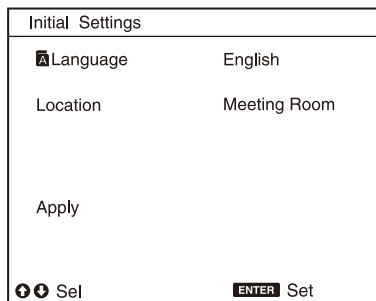 Initial Settings
A Language English
Location Meeting Room
Apply
Sel ENTER Set